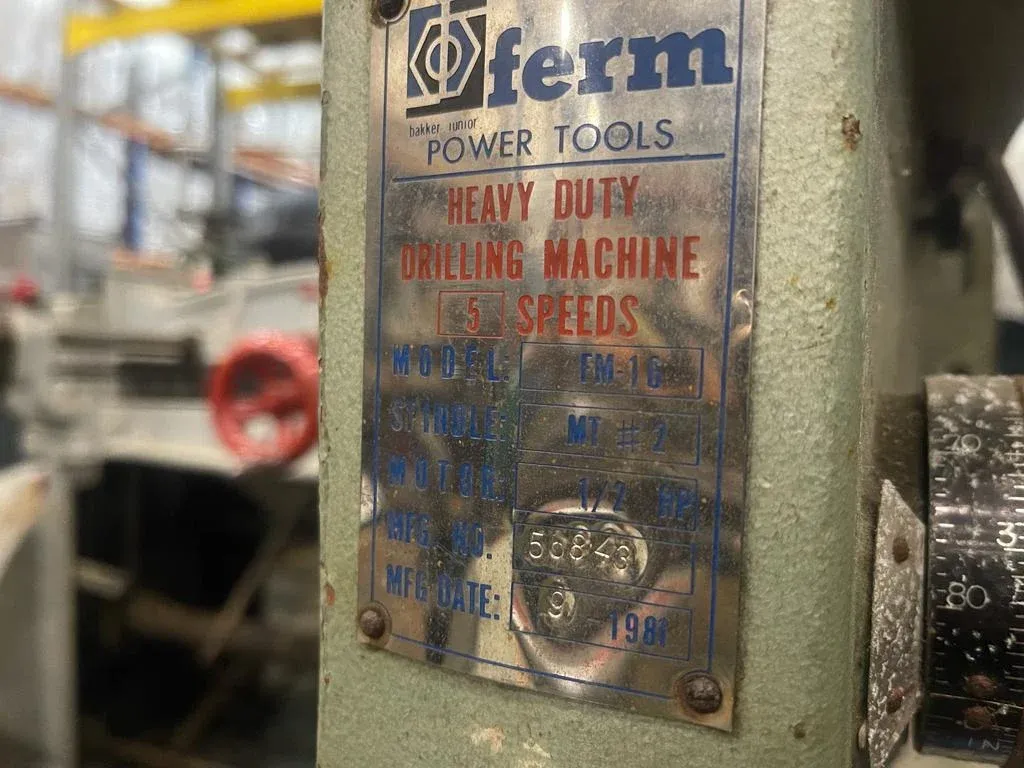 ferm
bakker junior
POWER TOOLS
HEAVY DUTY
DRILLING MACHINE
5 SPEEDS
MODEL: FM-16
SPINDLE: MT # 2
MOTOR: 1/2 HP
MFG. NO. 56843
MFG DATE: 9 1981
70
3
80